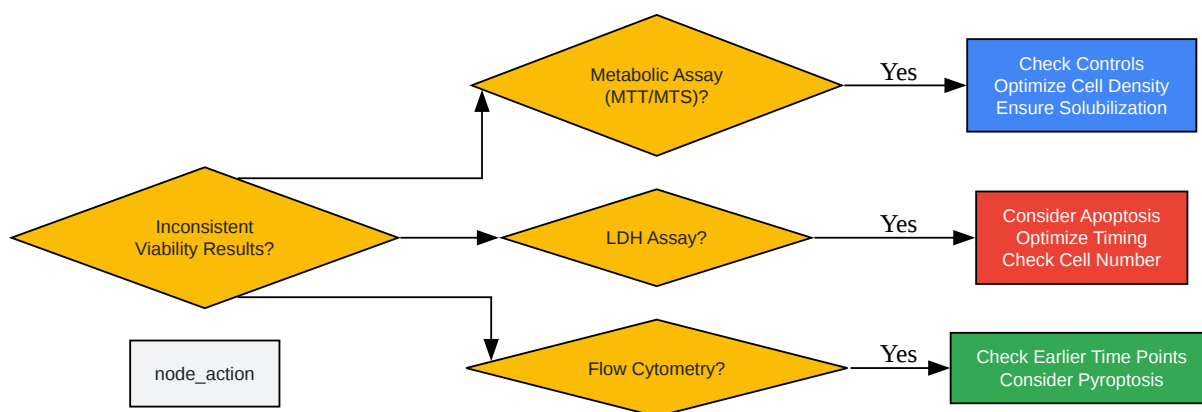 Metabolic Assay
(MTT/MTS)?
Yes
Check Controls
Optimize Cell Density
Ensure Solubilization
Inconsistent
Viability Results?
LDH Assay?
Yes
Consider Apoptosis
Optimize Timing
Check Cell Number
node_action
Flow Cytometry?
Yes
Check Earlier Time Points
Consider Pyroptosis